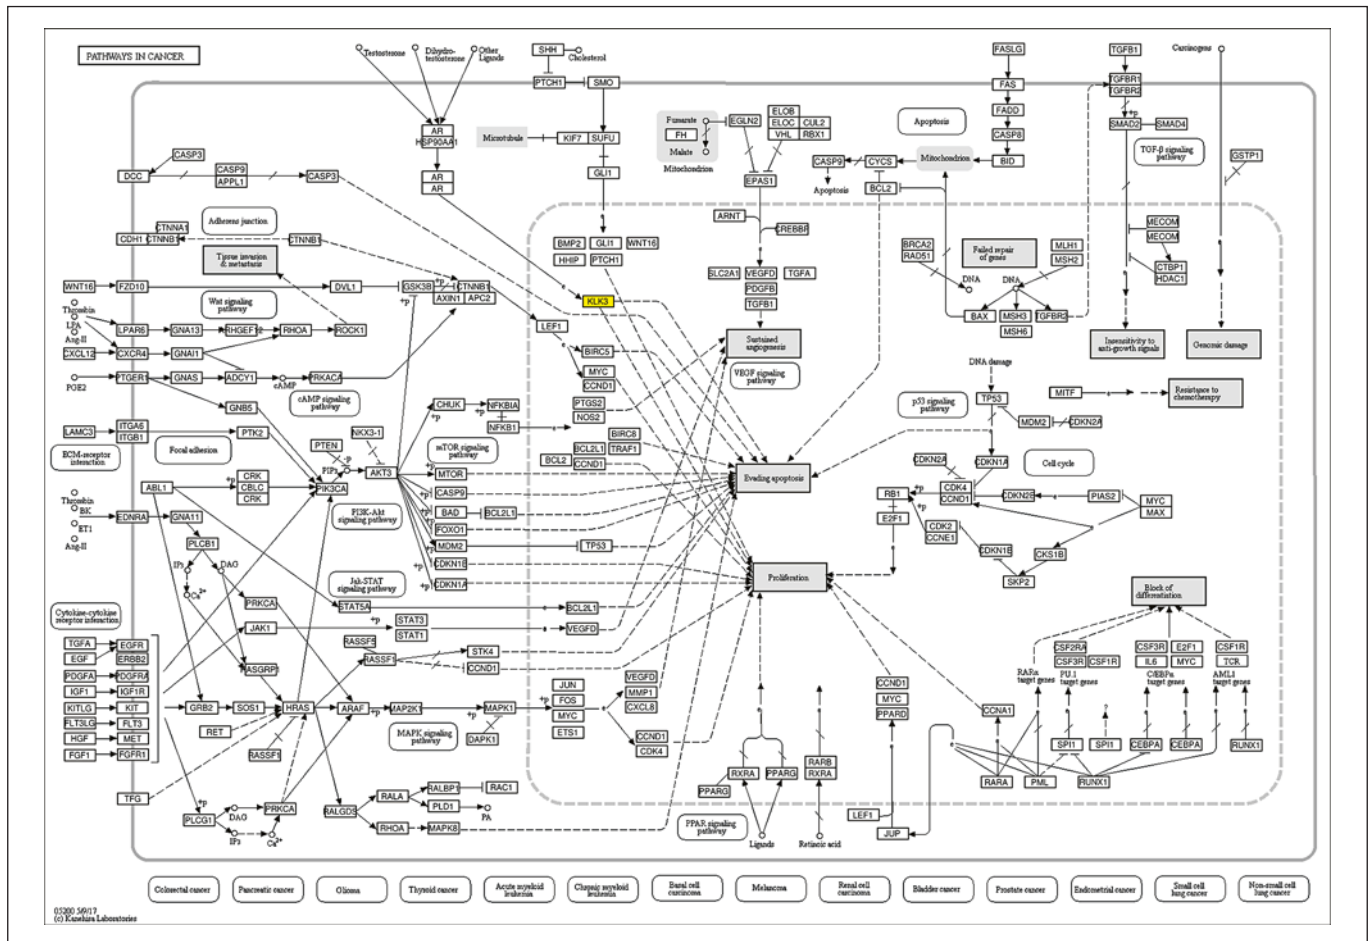 PATHWAYS IN CANCER
Testosterone
Dihydro-
testosterone
Other
Ligands
SHH
Cholesterol
PTCH1
SMO
FASLG
TGFB1
Carcinogens
FAS
TGFBR1
TGFBR2
AR
HSP90AA1
Microtubule
KIF7
SUFU
Fumarate
FH
Malate
Mitochondrion
EGLN2
ELOB
ELOC
CUL2
VHL
RBX1
Apoptosis
FADD
CASP8
+p
SMAD2
SMAD4
TGF-β signaling
pathway
CASP3
DCC
CASP9
APPL1
CASP3
AR
AR
GLI1
EPAS1
CASP9
CYCS
Mitochondrion
BID
Apoptosis
BCL2
GSTP1
Adherens junction
CTNNA1
CDH1
CTNNB1
CTNNB1
Tissue invasion
& metastasis
ARNT
CREBBP
BMP2
GLI1
WNT16
HHIP
PTCH1
SLC2A1
VEGFD
TGFA
PDGFB
TGFB1
BRCA2
RAD51
Failed repair
of genes
MLH1
MSH2
DNA
DNA
MECOM
MECOM
CTBP1
HDAC1
WNT16
FZD10
DVL1
GSK3B
CTNNB1
AXIN1
APC2
KLK3
BAX
MSH3
TGFBR2
MSH6
Wnt signaling
pathway
Thrombin
LPA
Ang-II
LPAR6
GNA13
ARHGEF12
RHOA
ROCK1
LEF1
CXCL12
CXCR4
GNAI1
BIRC5
MYC
CCND1
Sustained
angiogenesis
VEGF signaling
pathway
Insensitivity to
anti-growth signals
Genomic damage
PGE2
PTGER1
GNAS
ADCY1
cAMP
PRKACA
cAMP signaling
pathway
DNA damage
p53 signaling
pathway
TP53
MITF
Resistance to
chemotherapy
GNB5
CHUK
NFKBIA
NFKB1
PTGS2
NOS2
MDM2
CDKN2A
LAMC3
ITGA6
ITGB1
PTK2
PTEN
NKX3-1
mTOR signaling
pathway
BIRC8
BCL2L1
TRAF1
BCL2
CCND1
ECM-receptor
interaction
Focal adhesion
PIP3
AKT3
MTOR
Evading apoptosis
CDKN2A
CDKN1A
Cell cycle
ABL1
CRK
CBLC
CRK
PIK3CA
CASP9
BAD
BCL2L1
FOXO1
CDK4
CCND1
RB1
E2F1
CDKN2B
PIAS2
MYC
MAX
Thrombin
BK
ET1
Ang-II
EDNRA
GNA11
PI3K-Akt
signaling pathway
MDM2
TP53
CDK2
CCNE1
PLCB1
IP3
DAG
Ca2+
CDKN1B
CDKN1A
Proliferation
CDKN1B
CKS1B
SKP2
Jak-STAT
signaling pathway
PRKCA
STAT5A
BCL2L1
Block of
differentiation
Cytokine-cytokine
receptor interaction
JAK1
STAT3
STAT1
VEGFD
TGFA
EGFR
EGF
ERBB2
PDGFA
PDGFRA
IGF1
IGF1R
KITLG
KIT
FLT3LG
FLT3
HGF
MET
FGF1
FGFR1
RASGRP1
RASSF5
RASSF1
STK4
CCND1
CSF2RA
CSF3R
CSF1R
CSF3R
E2F1
IL6
MYC
CSF1R
TCR
RARα
target genes
PU.1
target genes
C/EBPα
target genes
AML1
target genes
GRB2
SOS1
HRAS
ARAF
MAP2K1
MAPK1
JUN
FOS
MYC
ETS1
VEGFD
MMP1
CXCL8
CCND1
CDK4
CCND1
MYC
PPARD
CCNA1
RET
RASSF1
MAPK signaling
pathway
DAPK1
SPI1
?
SPI1
CEBPA
CEBPA
RUNX1
RXRA
PPARG
PPARG
RARB
RXRA
RARA
PML
RUNX1
TFG
PLCG1
DAG
IP3
Ca2+
PRKCA
RALGDS
RALA
RALBP1
RAC1
PLD1
PA
RHOA
MAPK8
PPAR signaling
pathway
Ligands
Retinoic acid
LEF1
JUP
Colorectal cancer
Pancreatic cancer
Glioma
Thyroid cancer
Acute myeloid
leukemia
Chronic myeloid
leukemia
Basal cell
carcinoma
Melanoma
Renal cell
carcinoma
Bladder cancer
Prostate cancer
Endometrial cancer
Small cell
lung cancer
Non-small cell
lung cancer
05200 5/9/17
(c) Kanehisa Laboratories